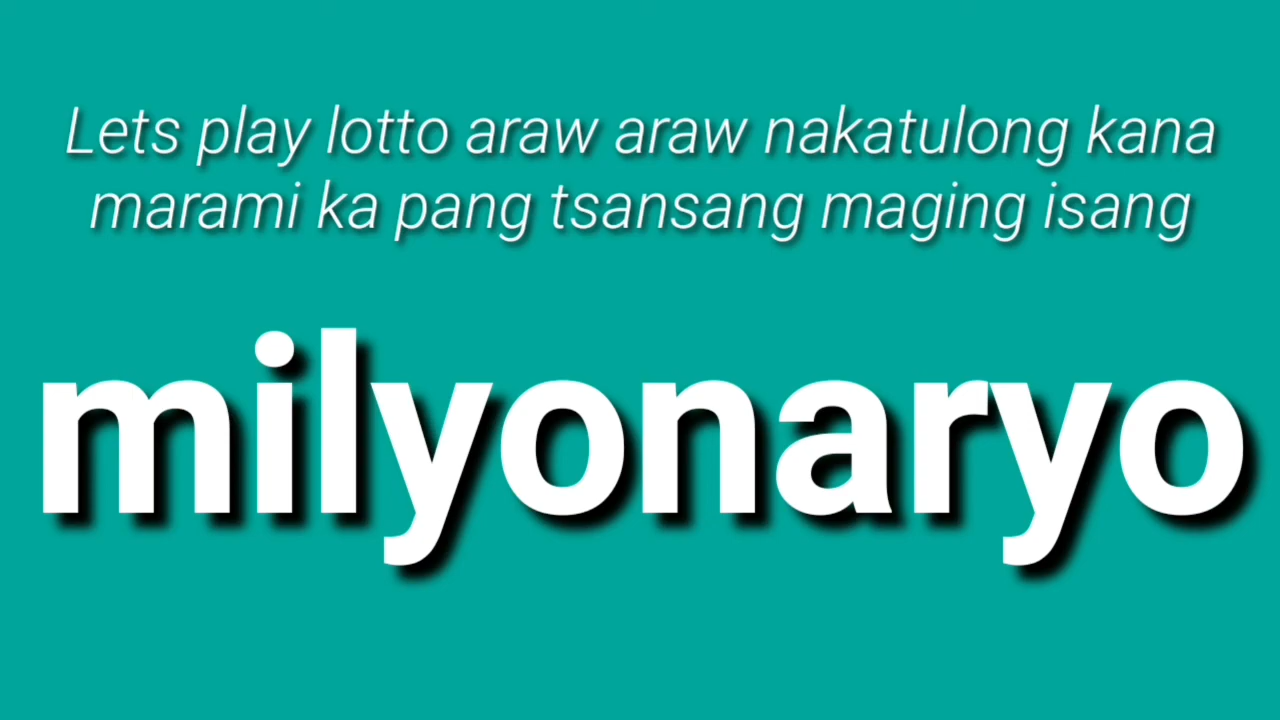 Lets play lotto araw araw nakatulong kana
marami ka pang tsansang maging isang
milyonaryo